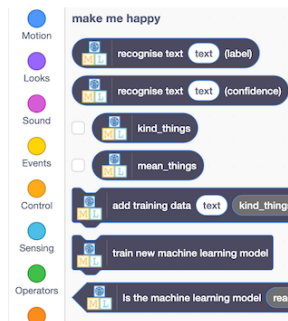 make me happy
Motion
recognise text text (label)
Looks
recognise text text (confidence)
Sound
kind_things
Events
mean_things
Control
add training data text kind_things
Sensing
train new machine learning model
Operators
Is the machine learning model